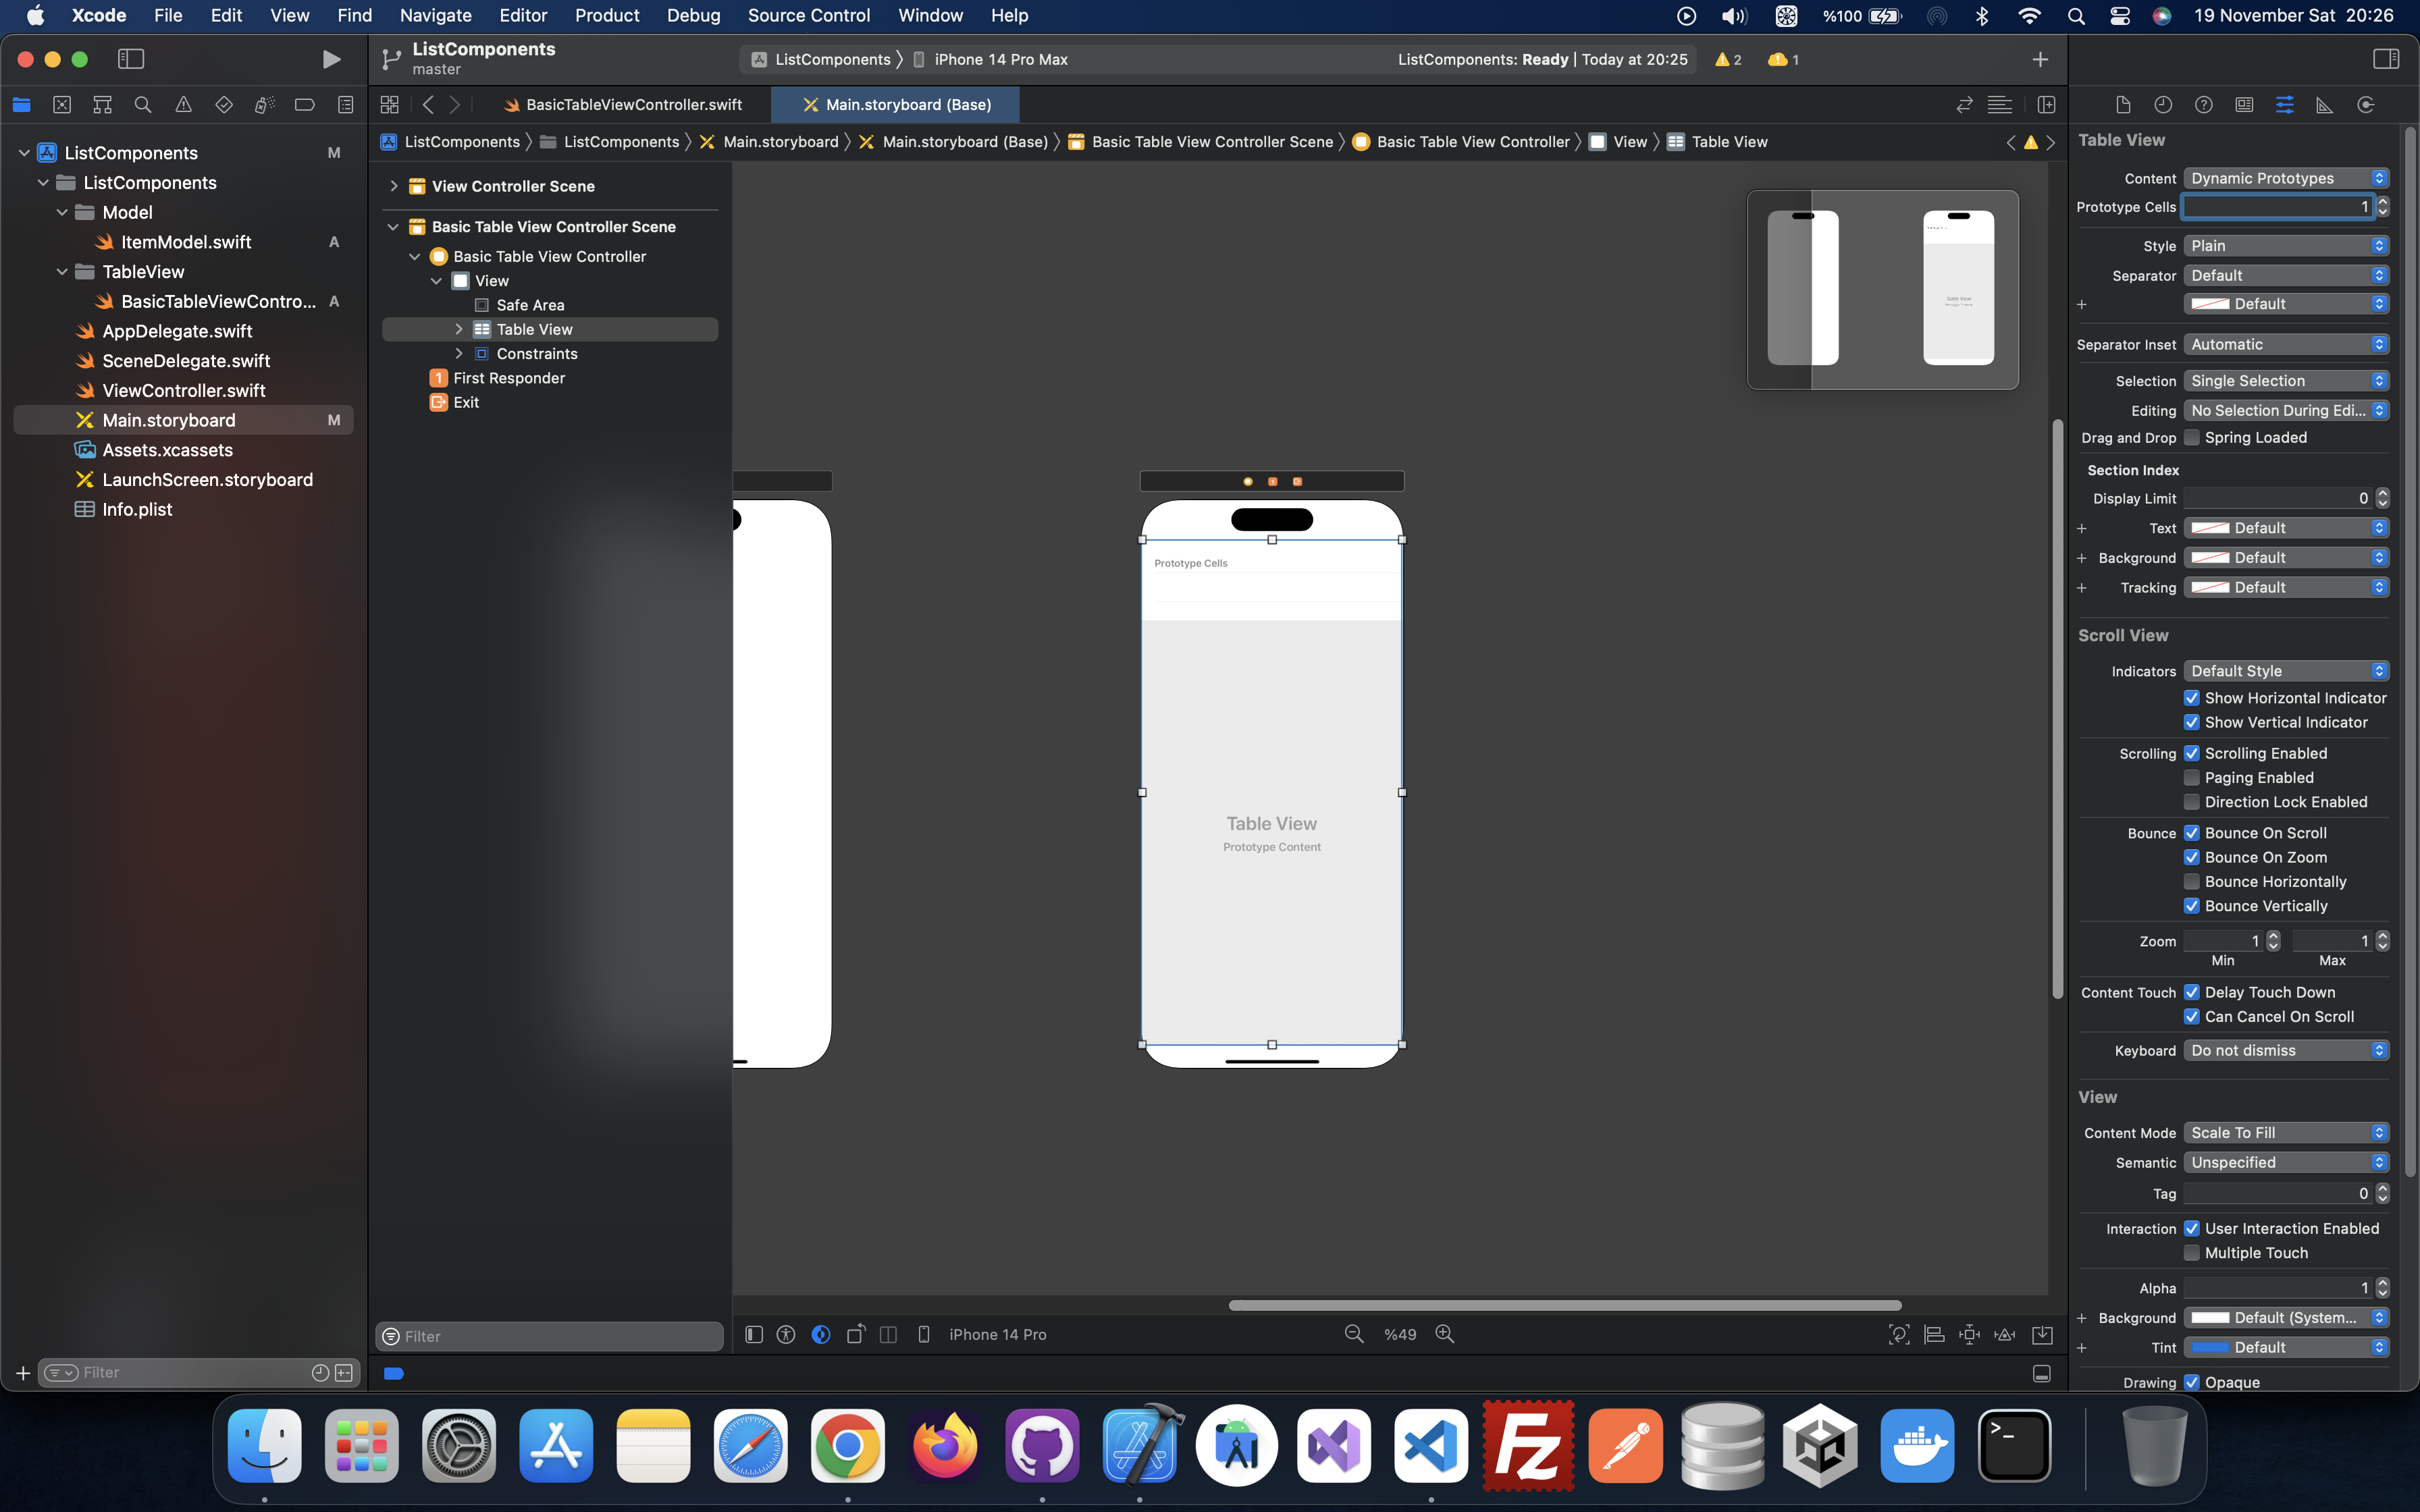 Xcode File Edit View Find Navigate Editor Product Debug Source Control Window Help %100 19 November Sat 20:26
ListComponents
master
ListComponents iPhone 14 Pro Max
ListComponents: Ready | Today at 20:25 2 1
BasicTableViewController.swift Main.storyboard (Base)
ListComponents ListComponents Main.storyboard Main.storyboard (Base) Basic Table View Controller Scene Basic Table View Controller View Table View
ListComponents M
ListComponents
Model
ItemModel.swift A
TableView
BasicTableViewContro... A
AppDelegate.swift
SceneDelegate.swift
ViewController.swift
Main.storyboard M
Assets.xcassets
LaunchScreen.storyboard
Info.plist
Filter
View Controller Scene
Basic Table View Controller Scene
Basic Table View Controller
View
Safe Area
Table View
Constraints
1 First Responder
Exit
Filter
Prototype Cells
Table View
Prototype Content
iPhone 14 Pro
%49
Table View
Content Dynamic Prototypes
Prototype Cells 1
Style Plain
Separator Default
Default
Separator Inset Automatic
Selection Single Selection
Editing No Selection During Edi...
Drag and Drop Spring Loaded
Section Index
Display Limit 0
Text Default
Background Default
Tracking Default
Scroll View
Indicators Default Style
Show Horizontal Indicator
Show Vertical Indicator
Scrolling Scrolling Enabled
Paging Enabled
Direction Lock Enabled
Bounce Bounce On Scroll
Bounce On Zoom
Bounce Horizontally
Bounce Vertically
Zoom 1 1
Min Max
Content Touch Delay Touch Down
Can Cancel On Scroll
Keyboard Do not dismiss
View
Content Mode Scale To Fill
Semantic Unspecified
Tag 0
Interaction User Interaction Enabled
Multiple Touch
Alpha 1
Background Default (System...
Tint Default
Drawing Opaque
Fz
>_